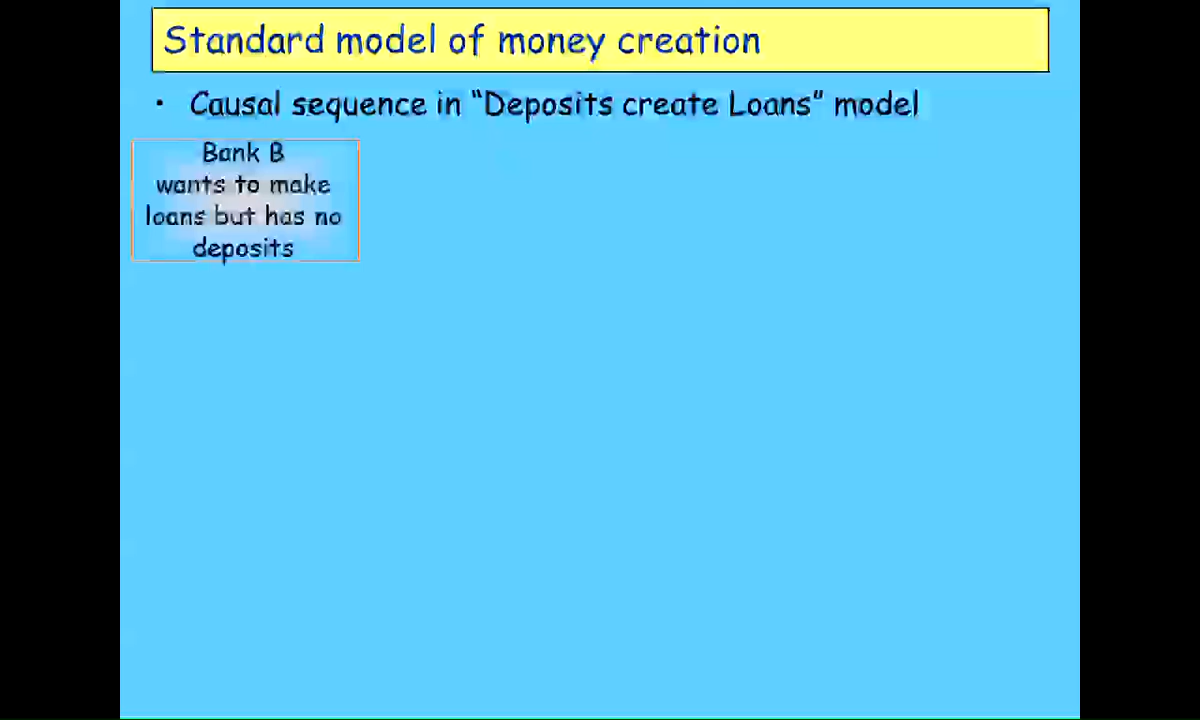 Standard model of money creation
• Causal sequence in “Deposits create Loans” model
Bank B
wants to make
loans but has no
deposits